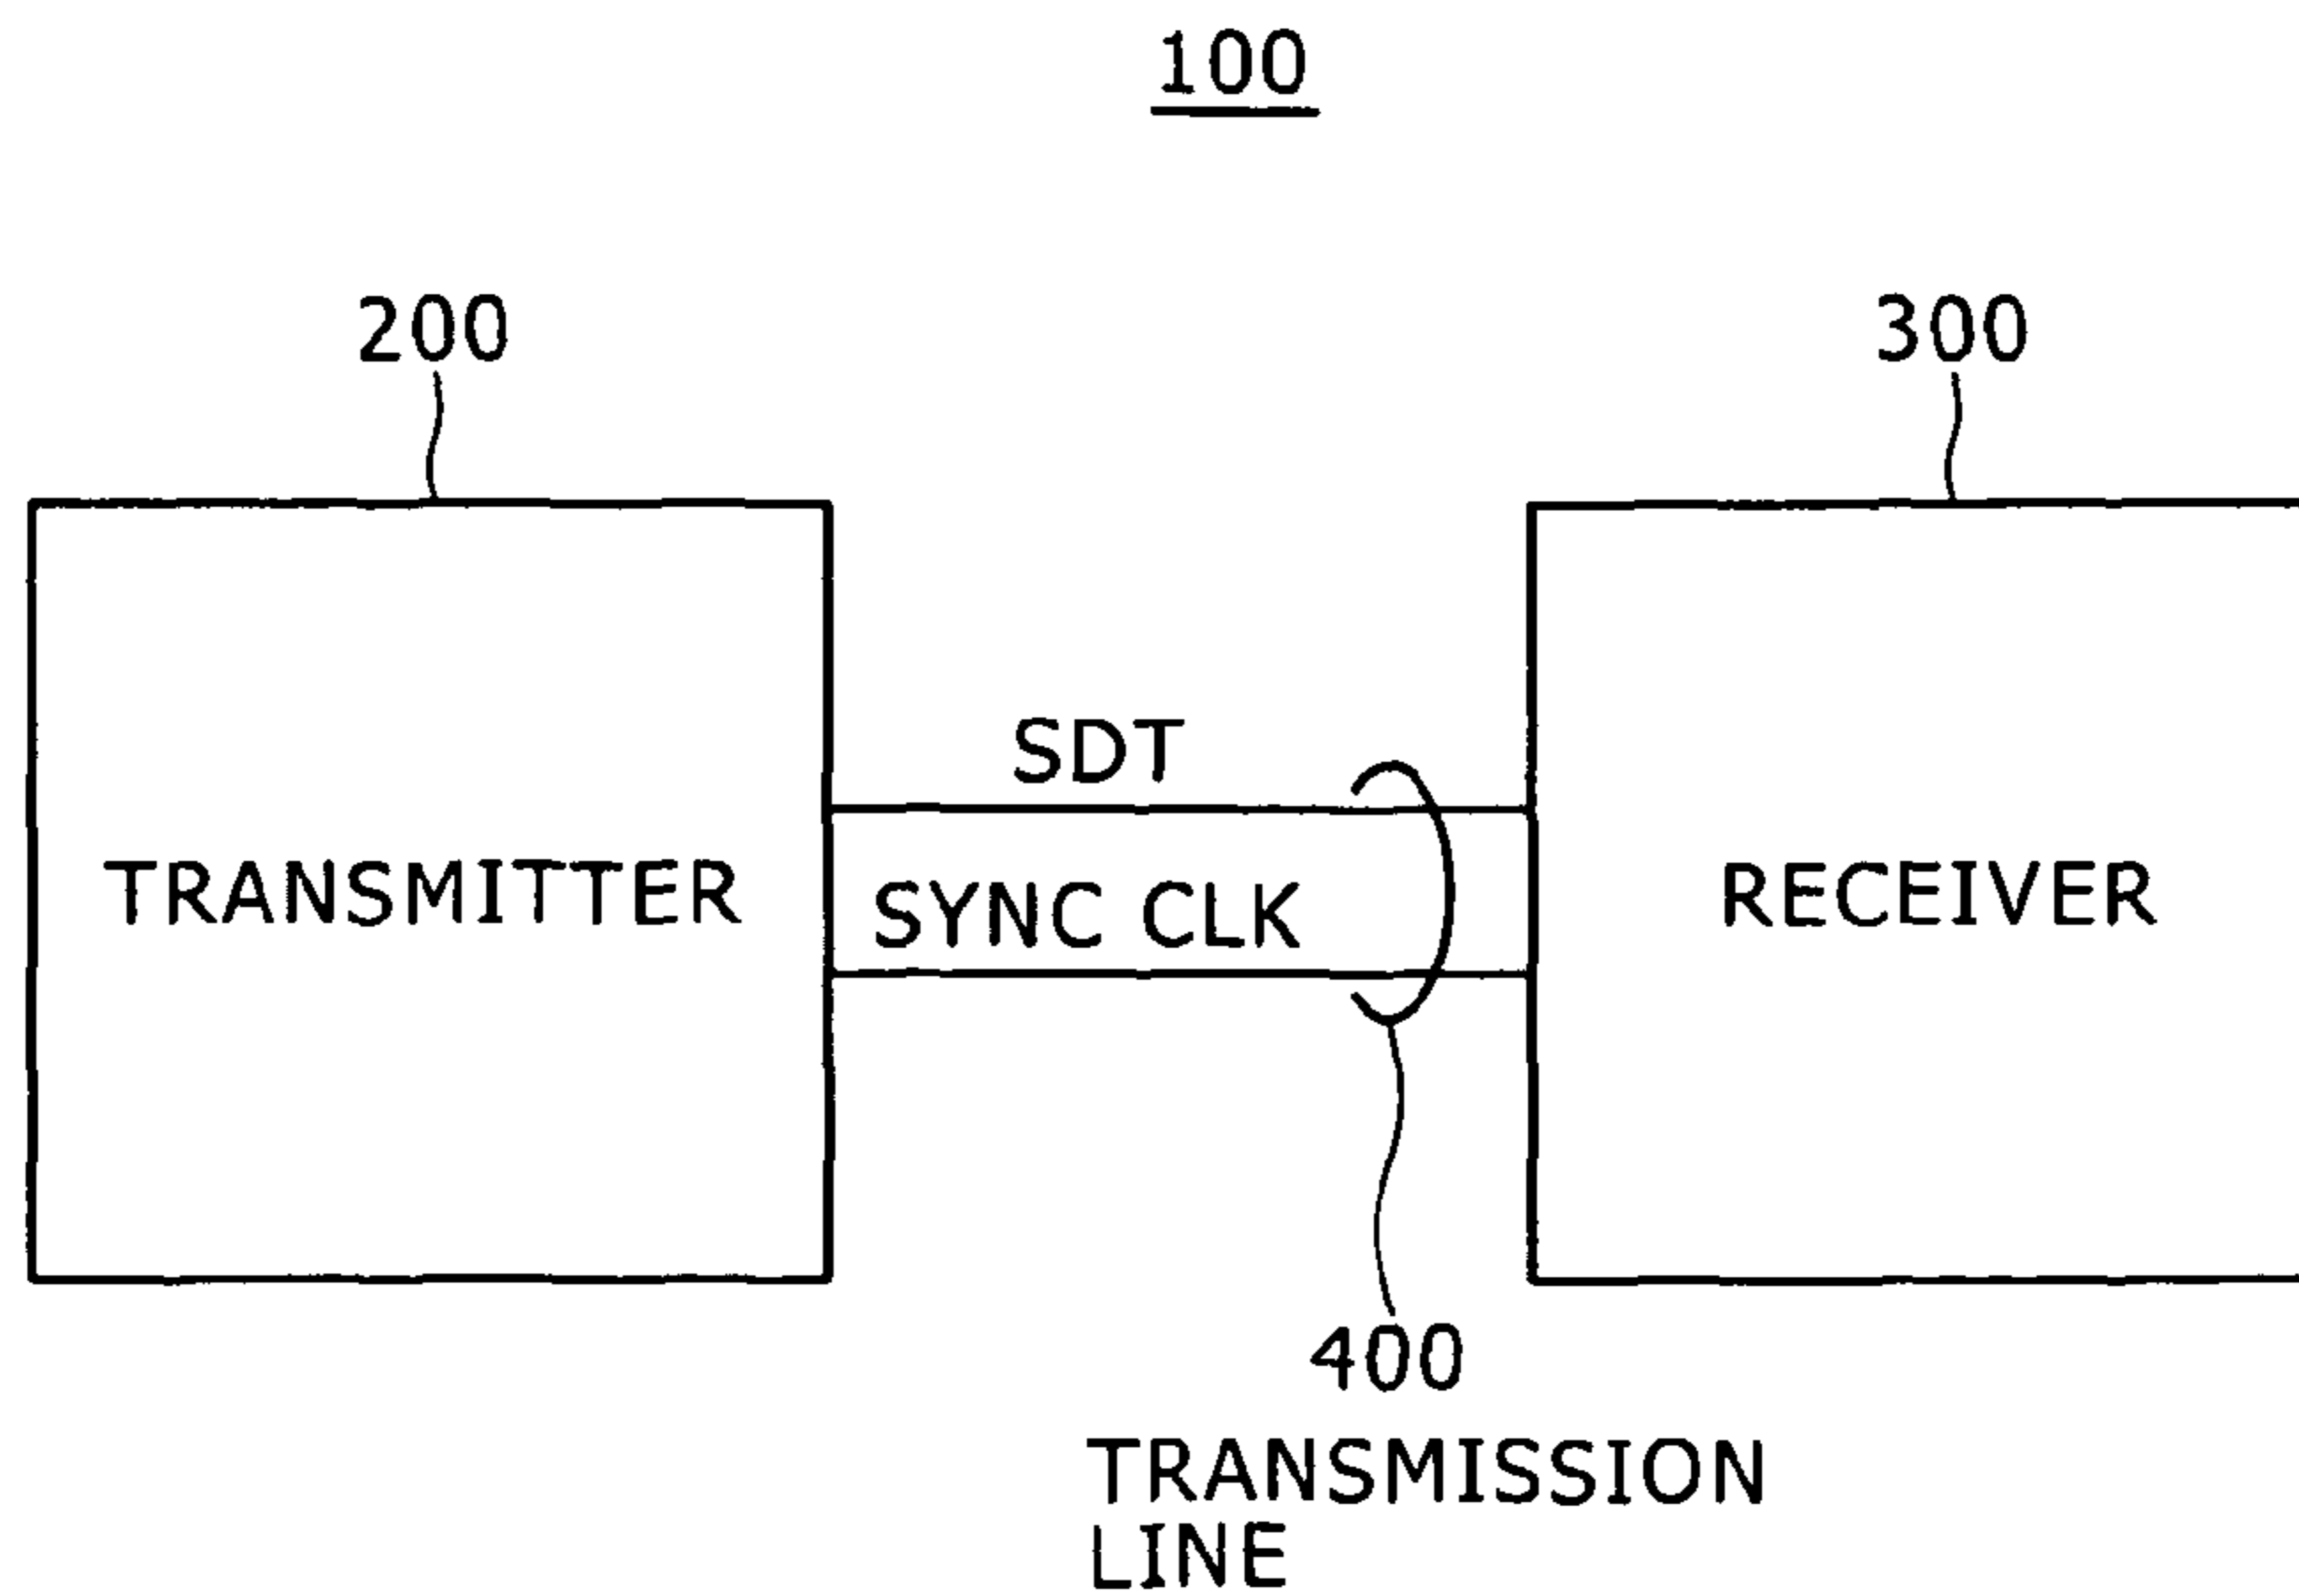 100
200
300
SDT
TRANSMITTER
SYNC CLK
RECEIVER
400
TRANSMISSION
LINE